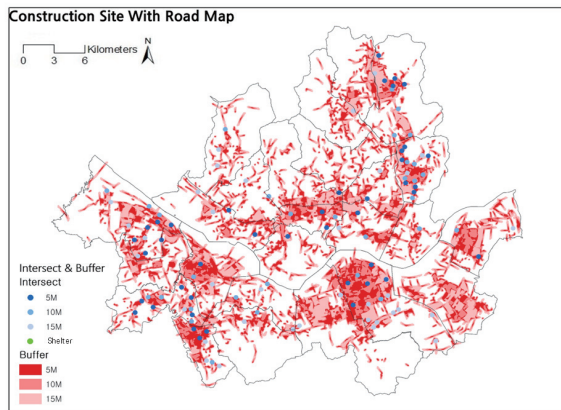 Construction Site With Road Map
N
Kilometers
0 3 6
Intersect & Buffer
Intersect
5M
10M
15M
Shelter
Buffer
5M
10M
15M